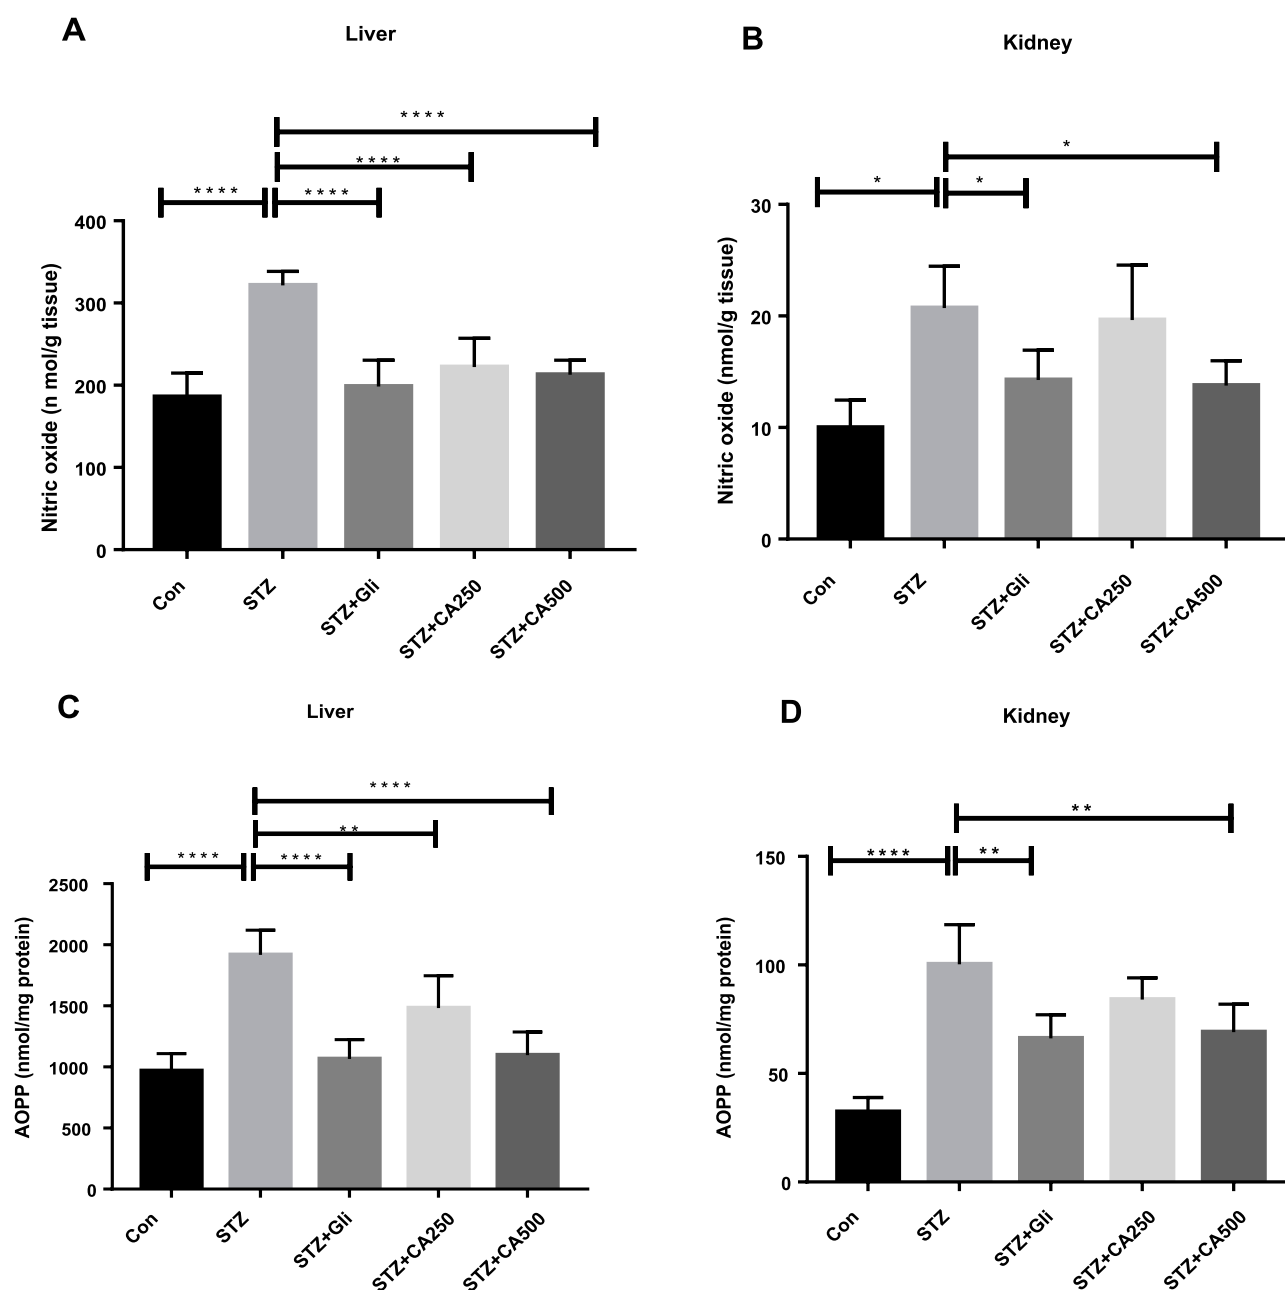 A
Liver
****
****
**** ****
Nitric oxide (n mol/g tissue)
400
300
200
100
0
Con
STZ
STZ+Gli
STZ+CA250
STZ+CA500
B
Kidney
*
* *
Nitric oxide (nmol/g tissue)
30
20
10
0
Con
STZ
STZ+Gli
STZ+CA250
STZ+CA500
C
Liver
****
**
**** ****
AOPP (nmol/mg protein)
2500
2000
1500
1000
500
0
Con
STZ
STZ+Gli
STZ+CA250
STZ+CA500
D
Kidney
**
**** **
AOPP (nmol/mg protein)
150
100
50
0
Con
STZ
STZ+Gli
STZ+CA250
STZ+CA500